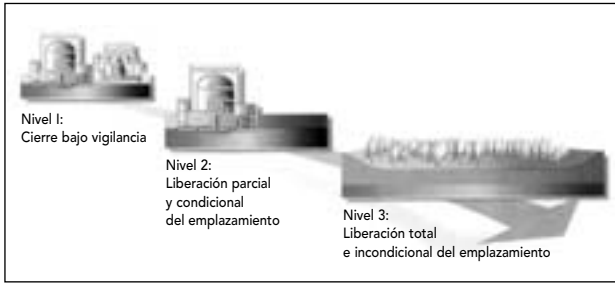 Nivel I:
Cierre bajo vigilancia
Nivel 2:
Liberación parcial
y condicional
del emplazamiento
Nivel 3:
Liberación total
e incondicional del emplazamiento